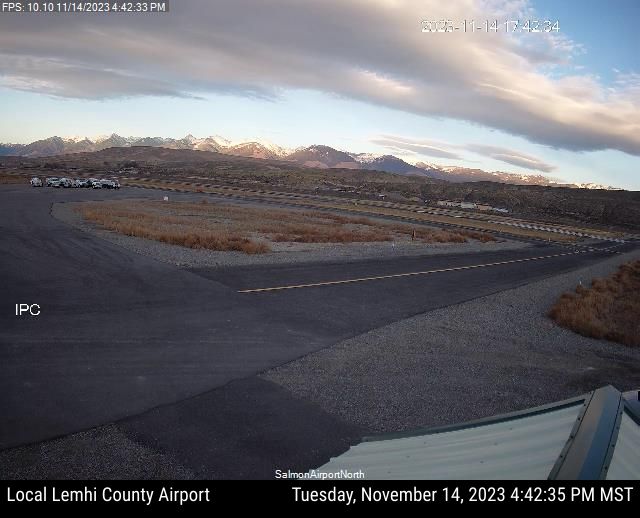 FPS: 10.10 11/14/2023 4:42:33 PM
2023-11-14 17:42:34
IPC
SalmonAirportNorth
Local Lemhi County Airport Tuesday, November 14, 2023 4:42:35 PM MST